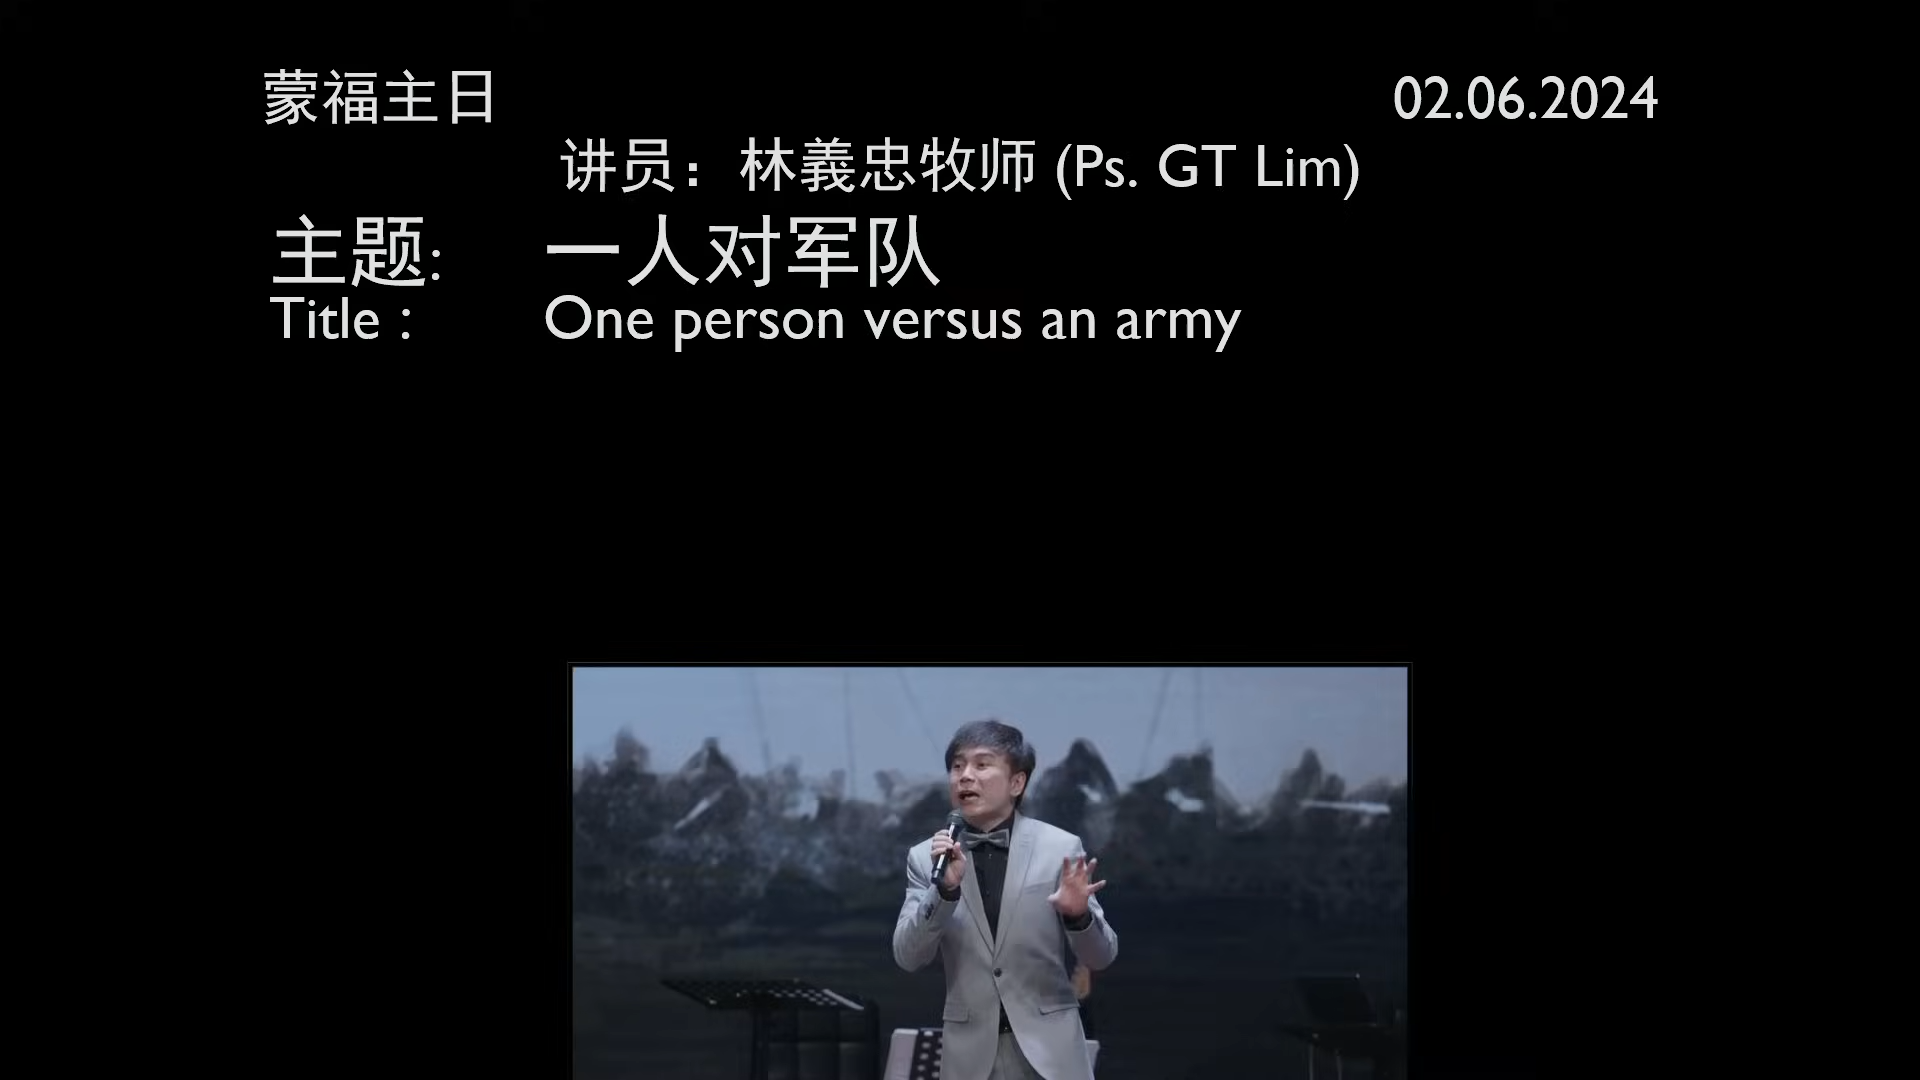 蒙福主日 02.06.2024
讲员：林義忠牧师 (Ps. GT Lim)
主题: 一人对军队
Title : One person versus an army